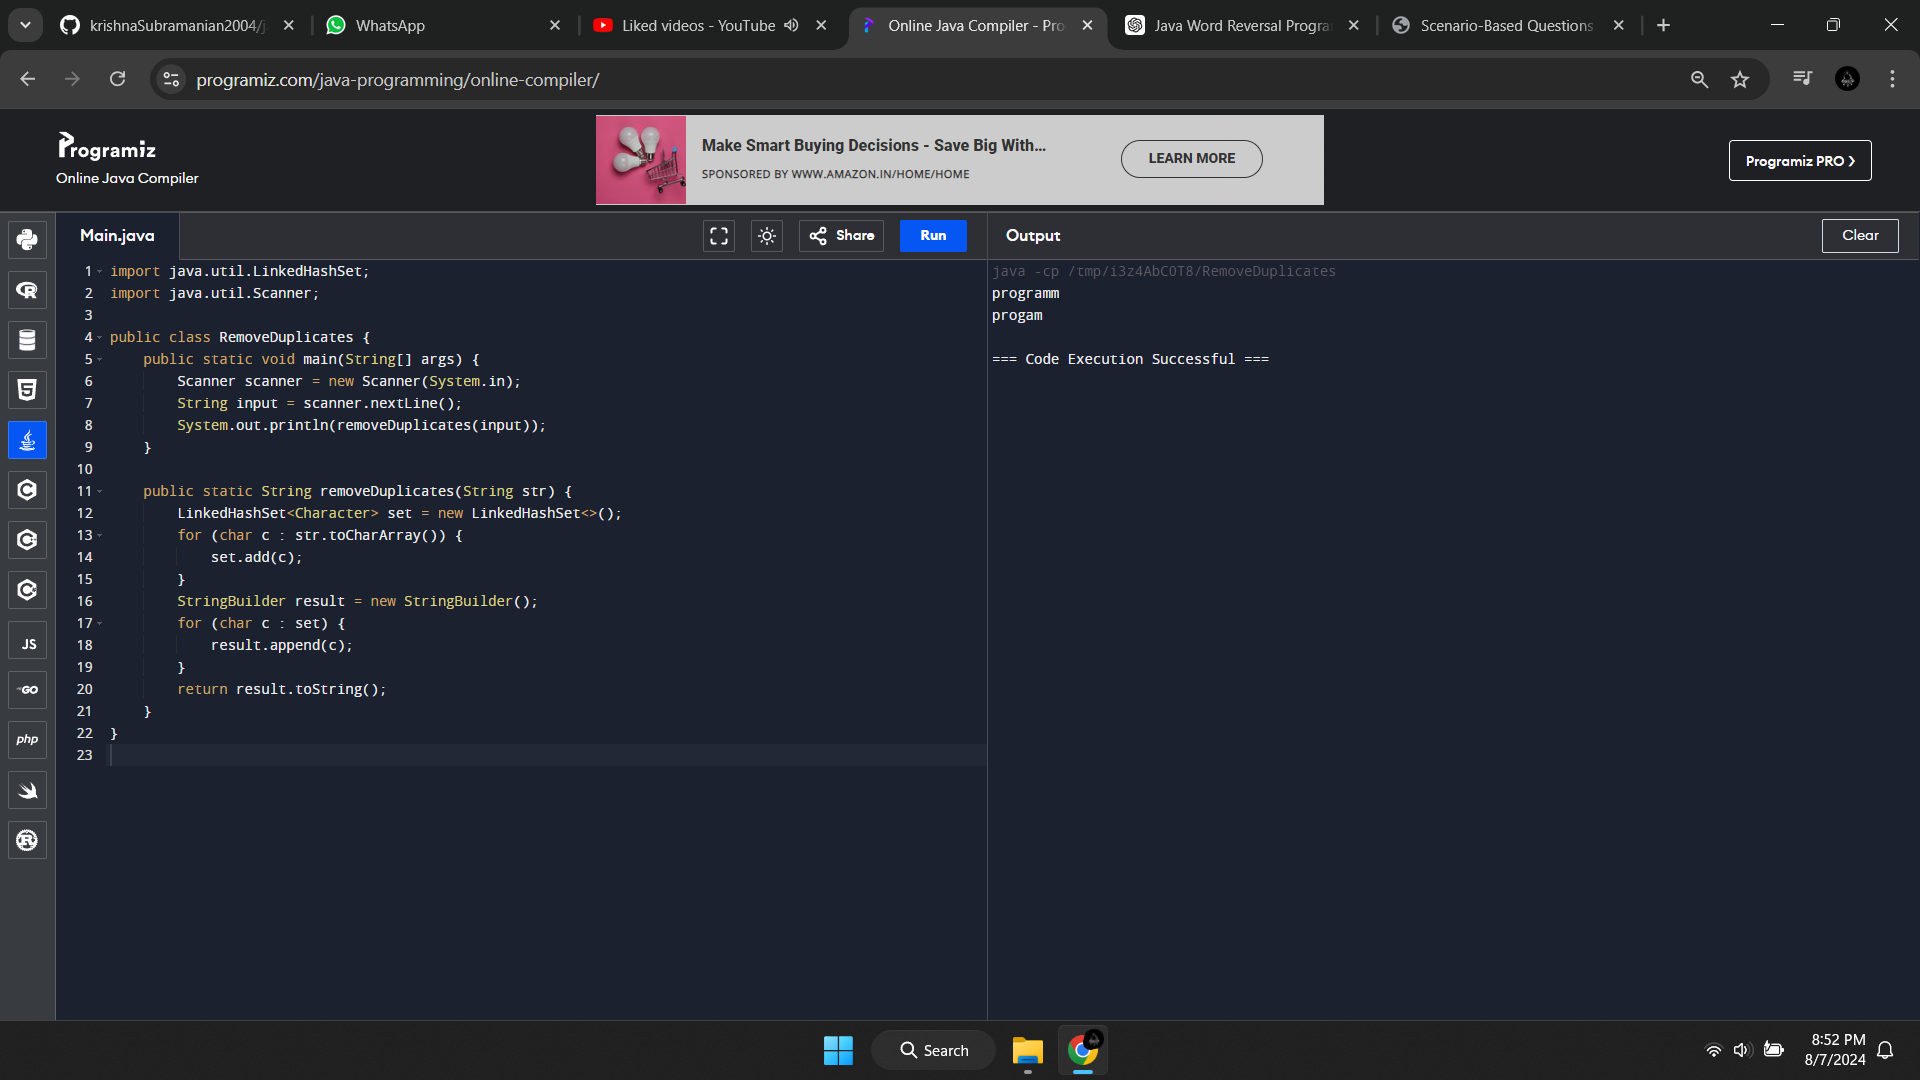 krishnaSubramanian2004/j
WhatsApp
Liked videos - YouTube
Online Java Compiler - Pro
Java Word Reversal Progra
Scenario-Based Questions
programiz.com/java-programming/online-compiler/
Programiz
Online Java Compiler
Make Smart Buying Decisions - Save Big With...
SPONSORED BY WWW.AMAZON.IN/HOME/HOME
LEARN MORE
Programiz PRO >
Main.java
Share
Run
Output
Clear
1 import java.util.LinkedHashSet;
2 import java.util.Scanner;
3
4 public class RemoveDuplicates {
5     public static void main(String[] args) {
6         Scanner scanner = new Scanner(System.in);
7         String input = scanner.nextLine();
8         System.out.println(removeDuplicates(input));
9     }
10
11     public static String removeDuplicates(String str) {
12         LinkedHashSet<Character> set = new LinkedHashSet<>();
13         for (char c : str.toCharArray()) {
14             set.add(c);
15         }
16         StringBuilder result = new StringBuilder();
17         for (char c : set) {
18             result.append(c);
19         }
20         return result.toString();
21     }
22 }
23
java -cp /tmp/i3z4AbCOT8/RemoveDuplicates
programm
progam
=== Code Execution Successful ===
JS
GO
php
Search
8:52 PM
8/7/2024